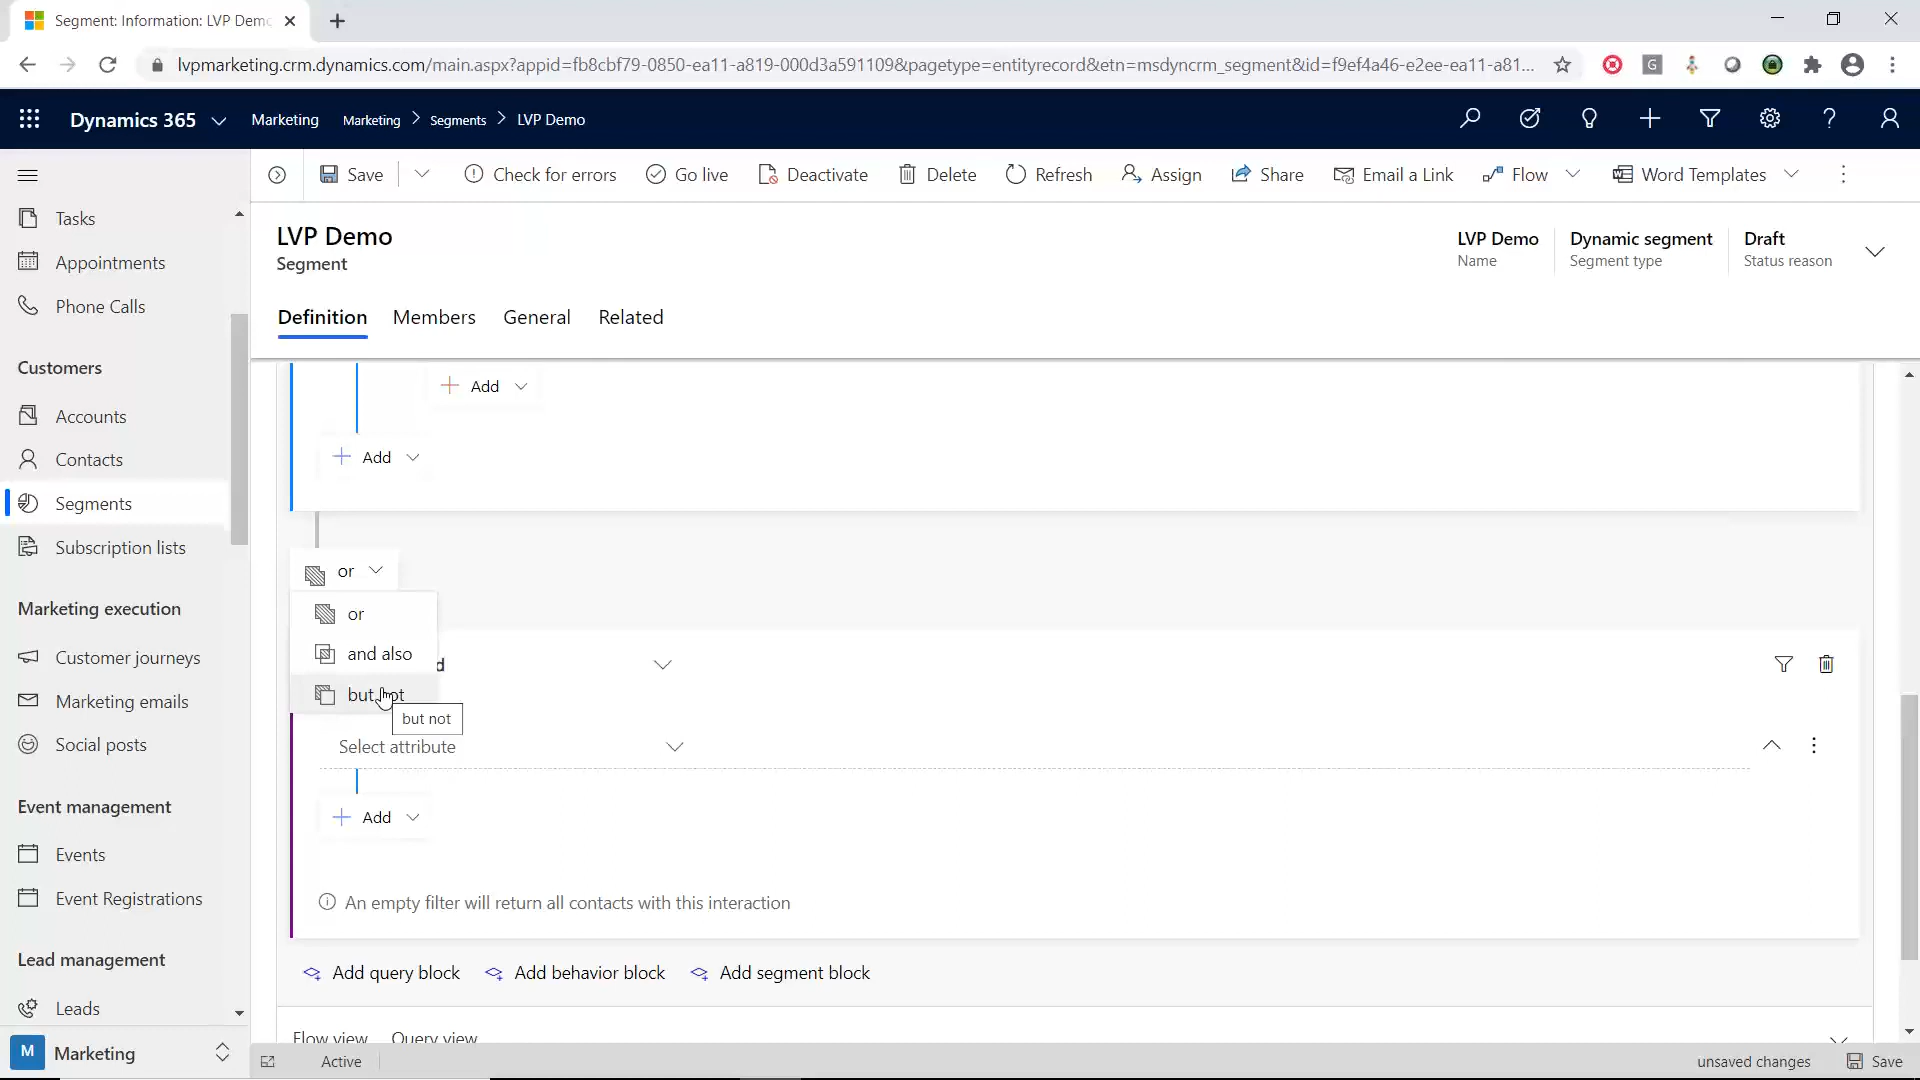 Segment: Information: LVP Demo
lvpmarketing.crm.dynamics.com/main.aspx?appid=fb8cbf79-0850-ea11-a819-000d3a591109&pagetype=entityrecord&etn=msdyncrm_segment&id=f9ef4a46-e2ee-ea11-a81...
G
Dynamics 365
Marketing
Marketing > Segments > LVP Demo
Save
Check for errors
Go live
Deactivate
Delete
Refresh
Assign
Share
Email a Link
Flow
Word Templates
Tasks
Appointments
Phone Calls
Customers
Accounts
Contacts
Segments
Subscription lists
Marketing execution
Customer journeys
Marketing emails
Social posts
Event management
Events
Event Registrations
Lead management
Leads
M Marketing
LVP Demo
Segment
LVP Demo
Name
Dynamic segment
Segment type
Draft
Status reason
Definition Members General Related
Add
Add
or
or
and also
d
but not
but not
Select attribute
Add
An empty filter will return all contacts with this interaction
Add query block Add behavior block Add segment block
Flow view Query view
Active
unsaved changes
Save